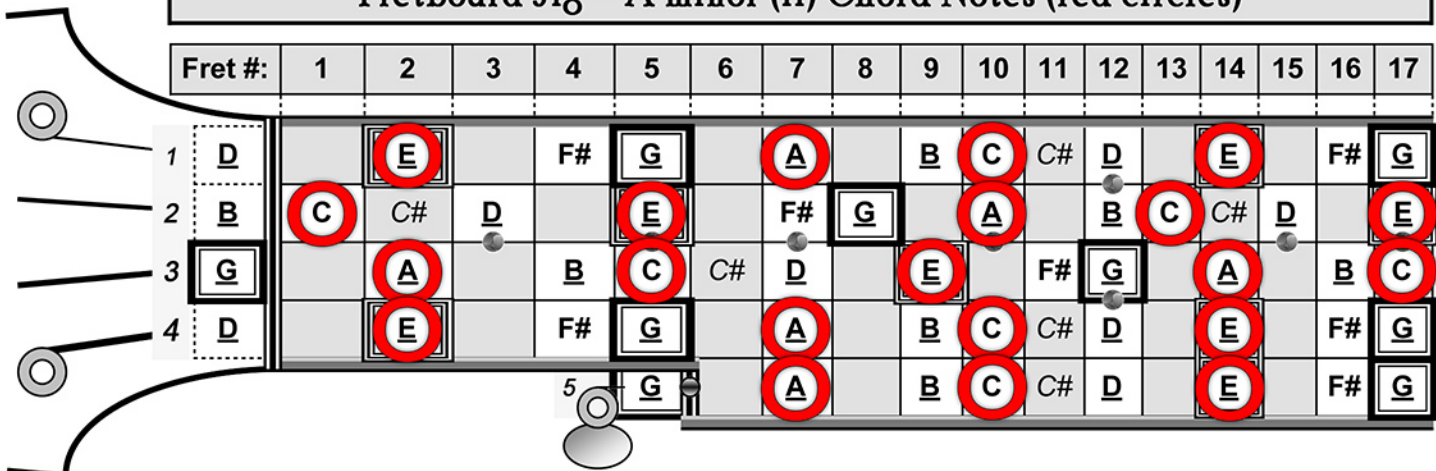 Fretboard A minor (ii) Chord Notes (red circles)
Fret #: 1 2 3 4 5 6 7 8 9 10 11 12 13 14 15 16 17
1 D E F# G A B C C# D E F# G
2 B C C# D E F# G A B C C# D E
3 G A B C C# D E F# G A B C
4 D E F# G A B C C# D E F# G
5 G A B C C# D E F# G